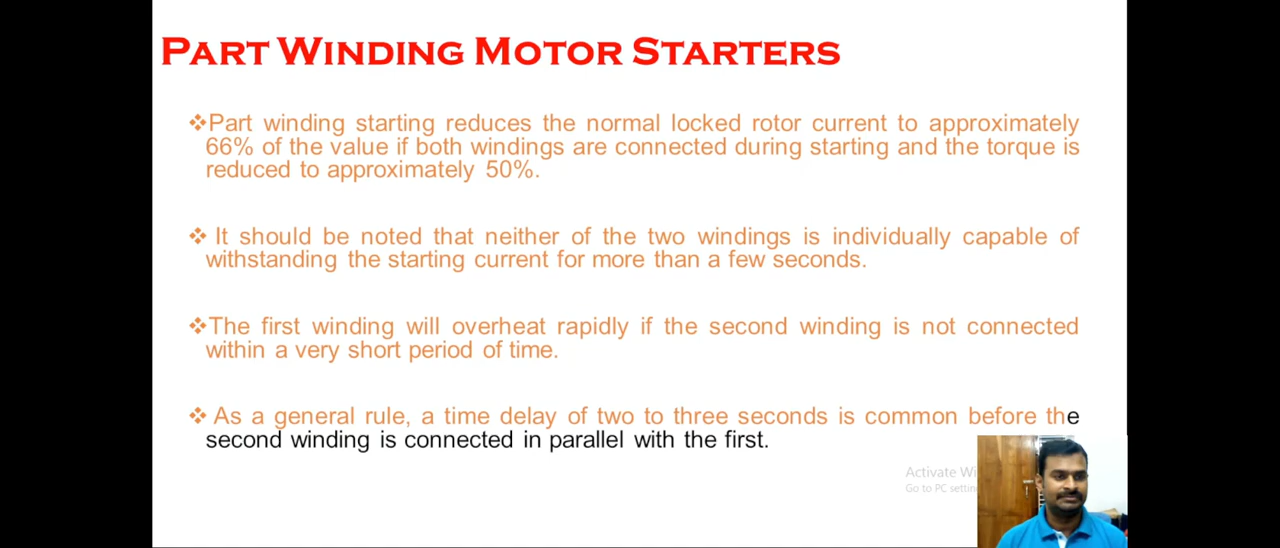 PART WINDING MOTOR STARTERS
❖Part winding starting reduces the normal locked rotor current to approximately
66% of the value if both windings are connected during starting and the torque is
reduced to approximately 50%.
❖ It should be noted that neither of the two windings is individually capable of
withstanding the starting current for more than a few seconds.
❖The first winding will overheat rapidly if the second winding is not connected
within a very short period of time.
❖ As a general rule, a time delay of two to three seconds is common before the
second winding is connected in parallel with the first.
Activate Wi
Go to PC settin